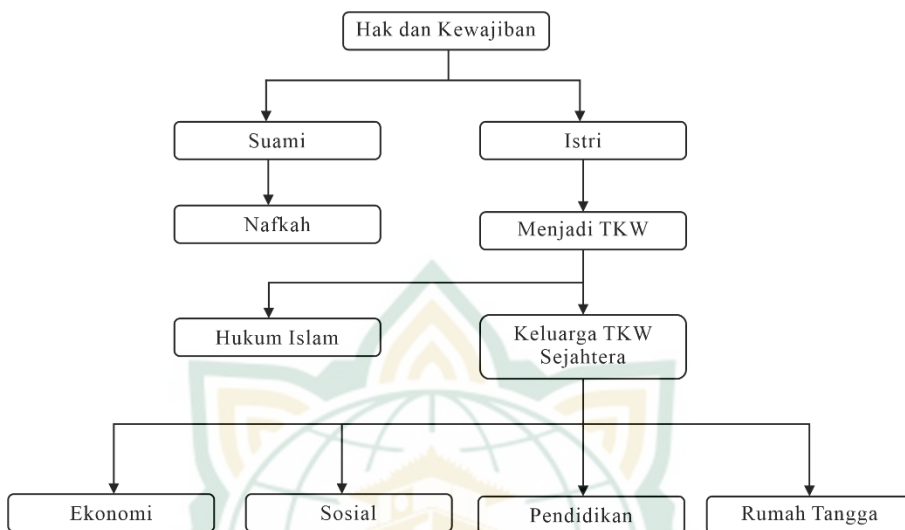 Hak dan Kewajiban
Suami
Istri
Nafkah
Menjadi TKW
Hukum Islam
Keluarga TKW
Sejahtera
Ekonomi
Sosial
Pendidikan
Rumah Tangga